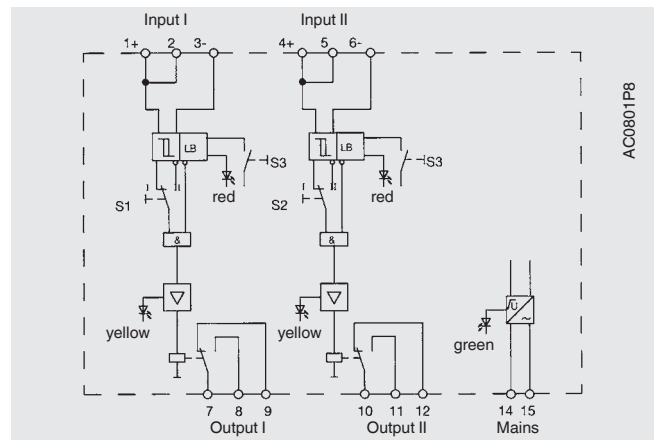 Input I
Input II
1+ 2 3-
4+ 5 6-
AC0801P8
LB
LB
S3
S3
red
red
S1
S2
&
&
yellow
yellow
U
~
green
7 8 9
10 11 12
14 15
Output I
Output II
Mains